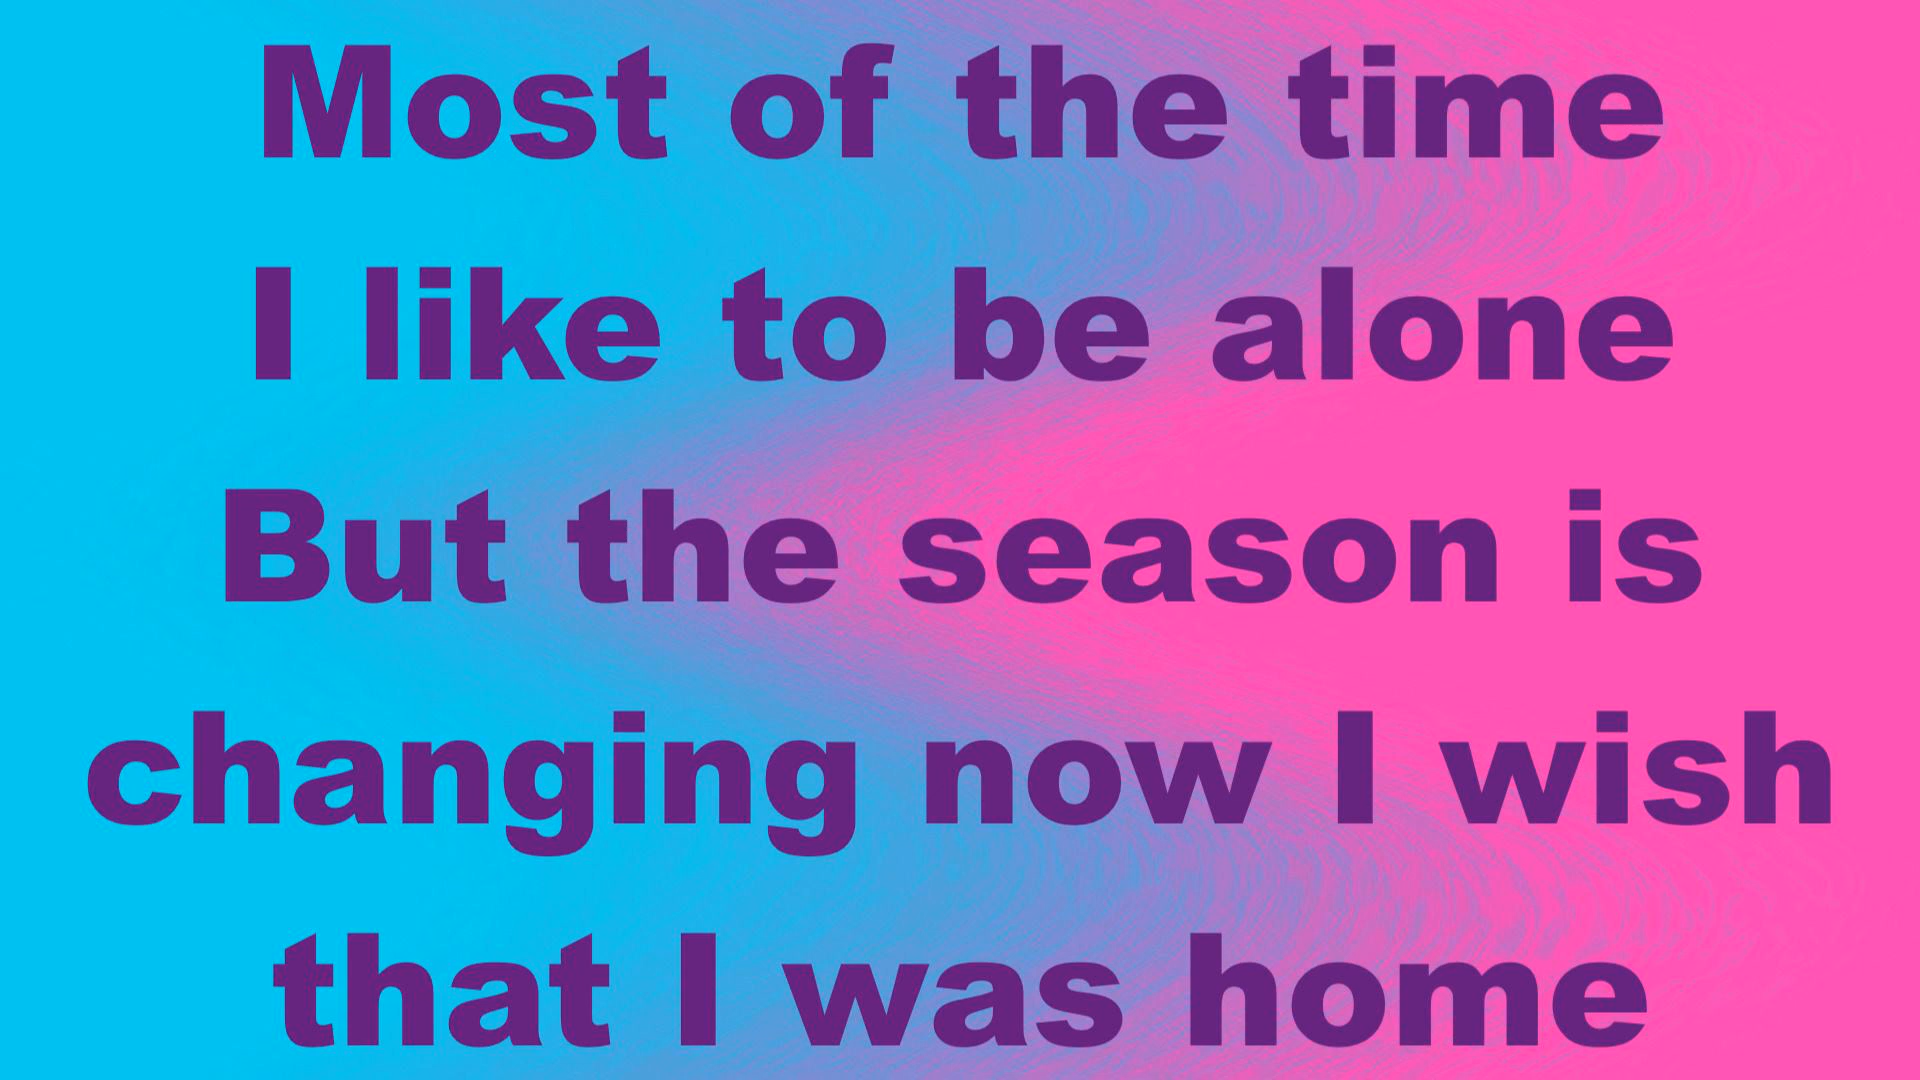 Most of the time
I like to be alone
But the season is
changing now I wish
that I was home